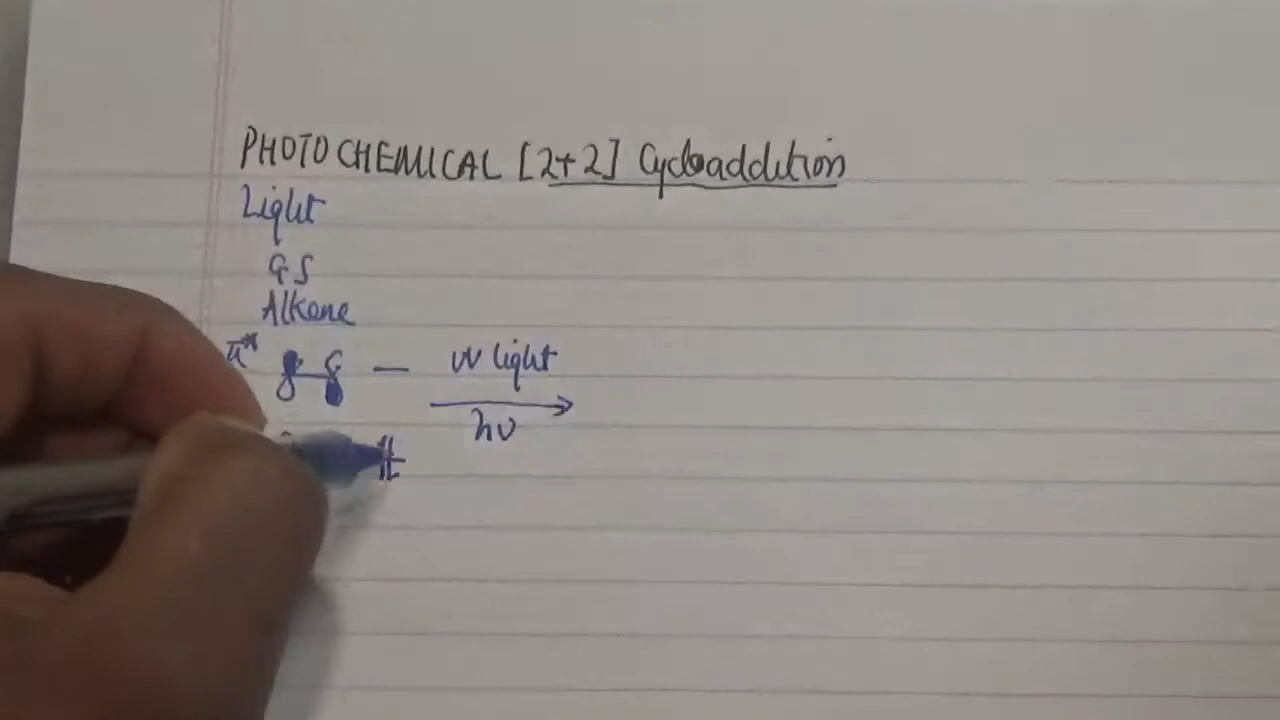 PHOTOCHEMICAL [2+2] Cycloaddition
Light
GS
Alkene
π* UV light
hν